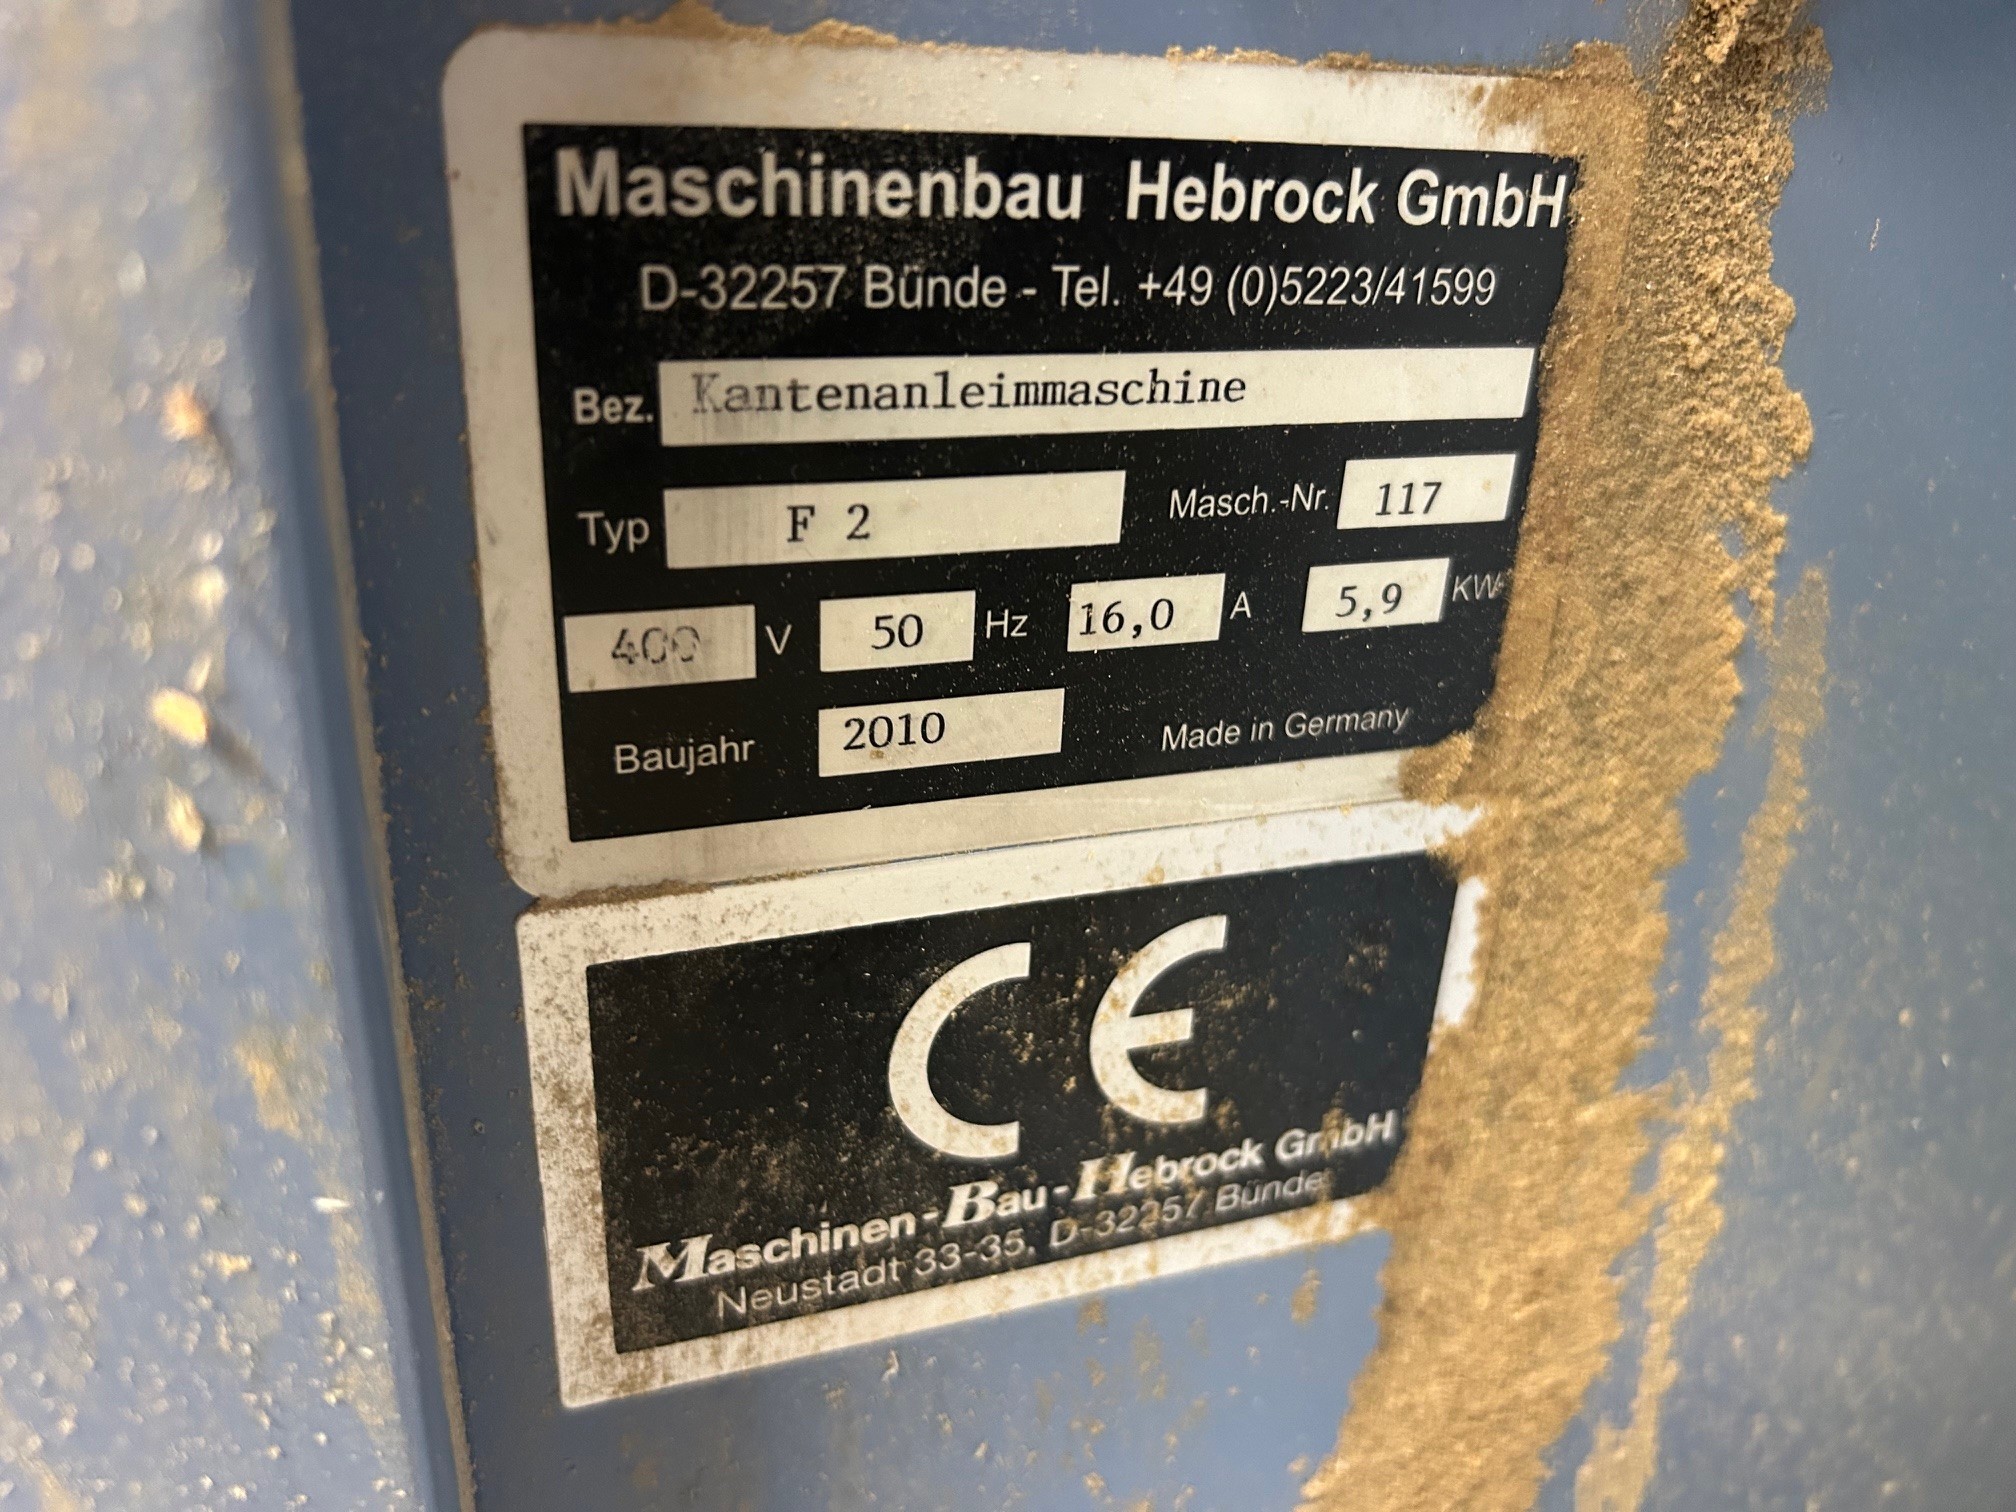 Maschinenbau Hebrock GmbH
D-32257 Bünde - Tel. +49 (0)5223/41599
Bez. Kantenanleimmaschine
Typ F 2 Masch.-Nr. 117
400 V 50 Hz 16,0 A 5,9 KW
Baujahr 2010 Made in Germany
CE
Maschinen-Bau-Hebrock GmbH
Neustadt 33-35, D-32257 Bünde